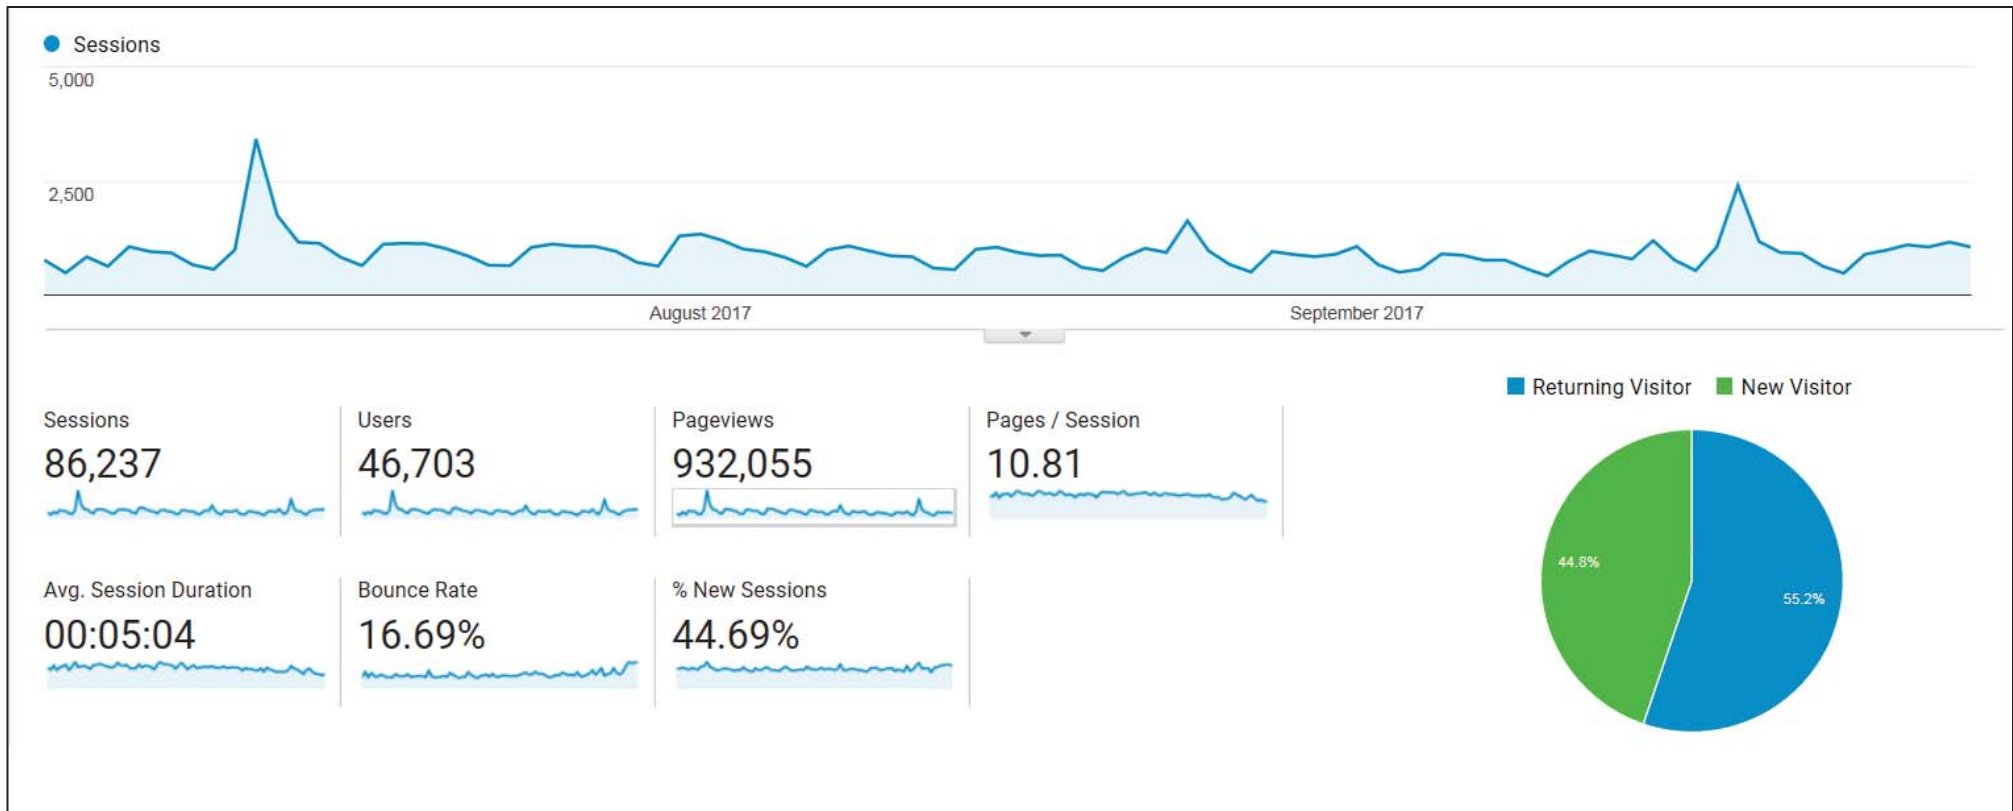 Sessions
5,000
2,500
August 2017
September 2017
Returning Visitor
New Visitor
Sessions
86,237
Users
46,703
Pageviews
932,055
Pages / Session
10.81
Avg. Session Duration
00:05:04
Bounce Rate
16.69%
% New Sessions
44.69%
44.8%
55.2%